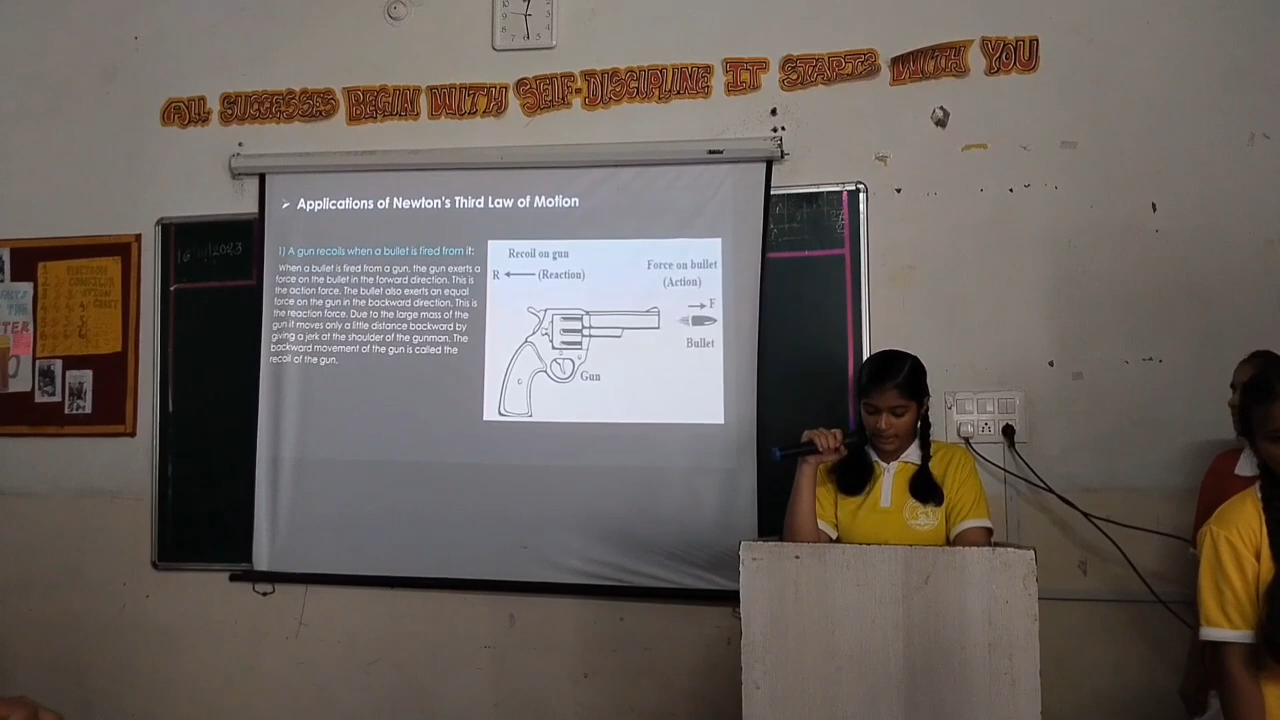 ALL SUCCESSES BEGIN WITH SELF-DISCIPLINE IT STARTS WITH YOU
➢ Applications of Newton's Third Law of Motion
1) A gun recoils when a bullet is fired from it:
When a bullet is fired from a gun, the gun exerts a
force on the bullet in the forward direction. This is
the action force. The bullet also exerts an equal
force on the gun in the backward direction. This is
the reaction force. Due to the large mass of the
gun it moves only a little distance backward by
giving a jerk at the shoulder of the gunman. The
backward movement of the gun is called the
recoil of the gun.
Recoil on gun
R ← (Reaction)
Force on bullet
(Action)
→ F
Bullet
Gun